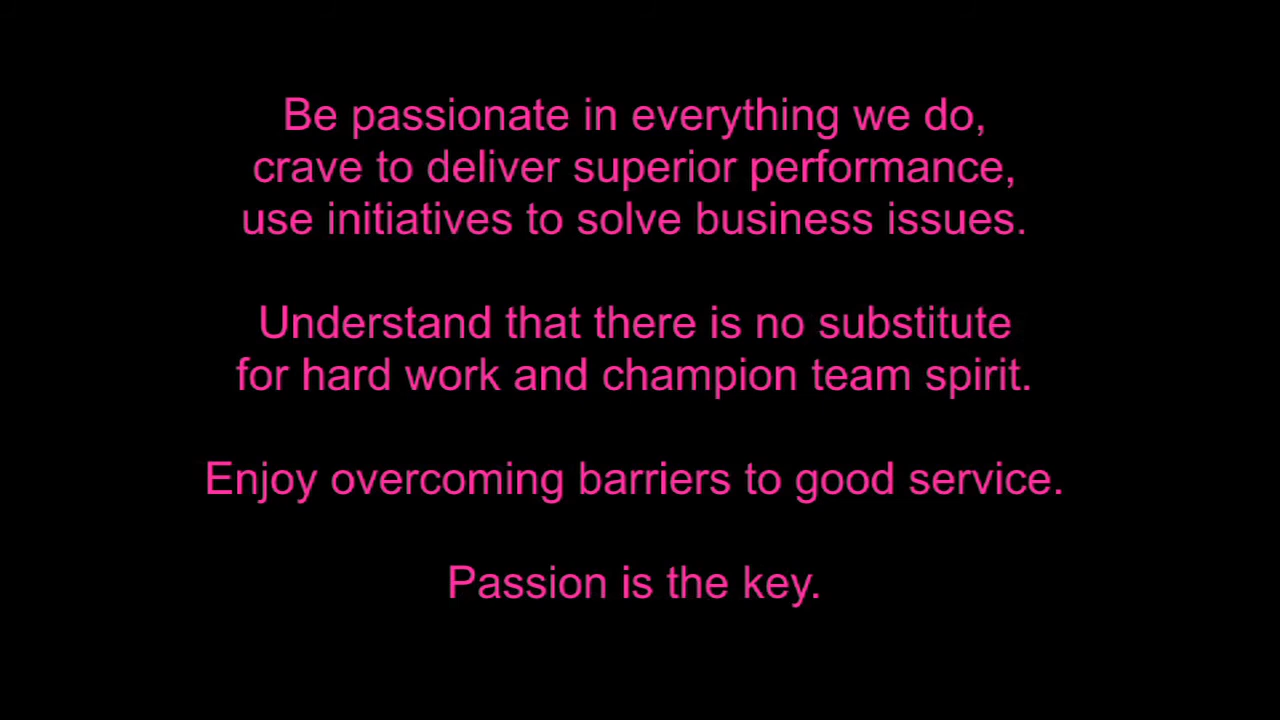 Be passionate in everything we do,
crave to deliver superior performance,
use initiatives to solve business issues.
Understand that there is no substitute
for hard work and champion team spirit.
Enjoy overcoming barriers to good service.
Passion is the key.